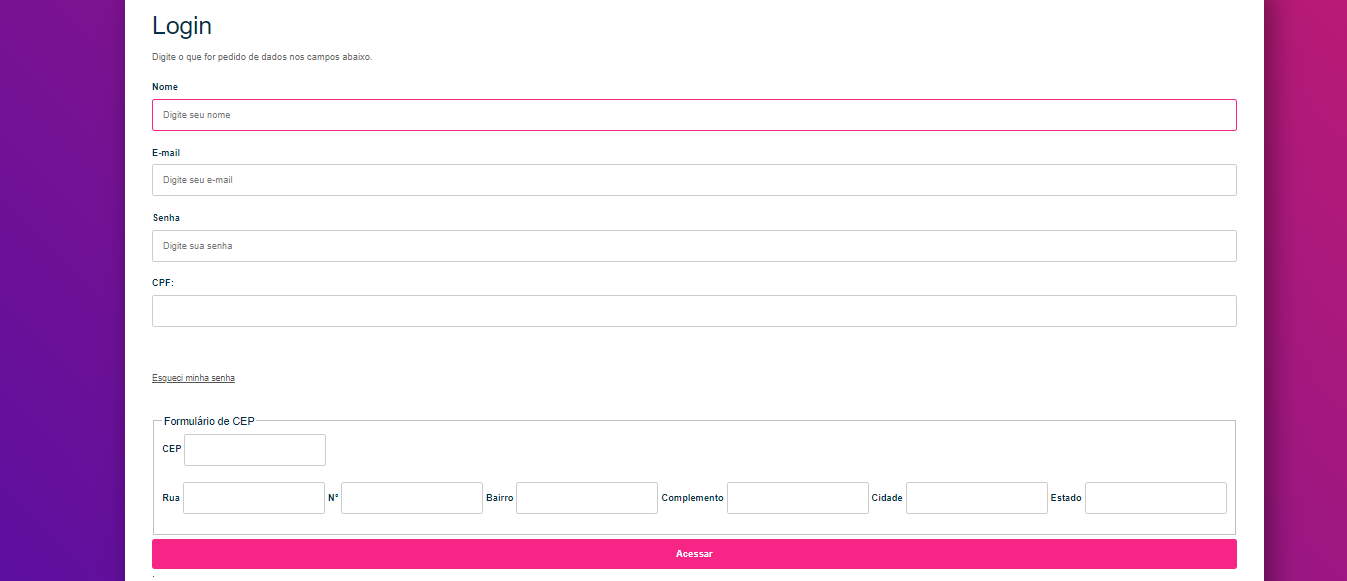 Login
Digite o que for pedido de dados nos campos abaixo.
Nome
Digite seu nome
E-mail
Digite seu e-mail
Senha
Digite sua senha
CPF:
Esqueci minha senha
Formulário de CEP
CEP
Rua N° Bairro Complemento Cidade Estado
Acessar